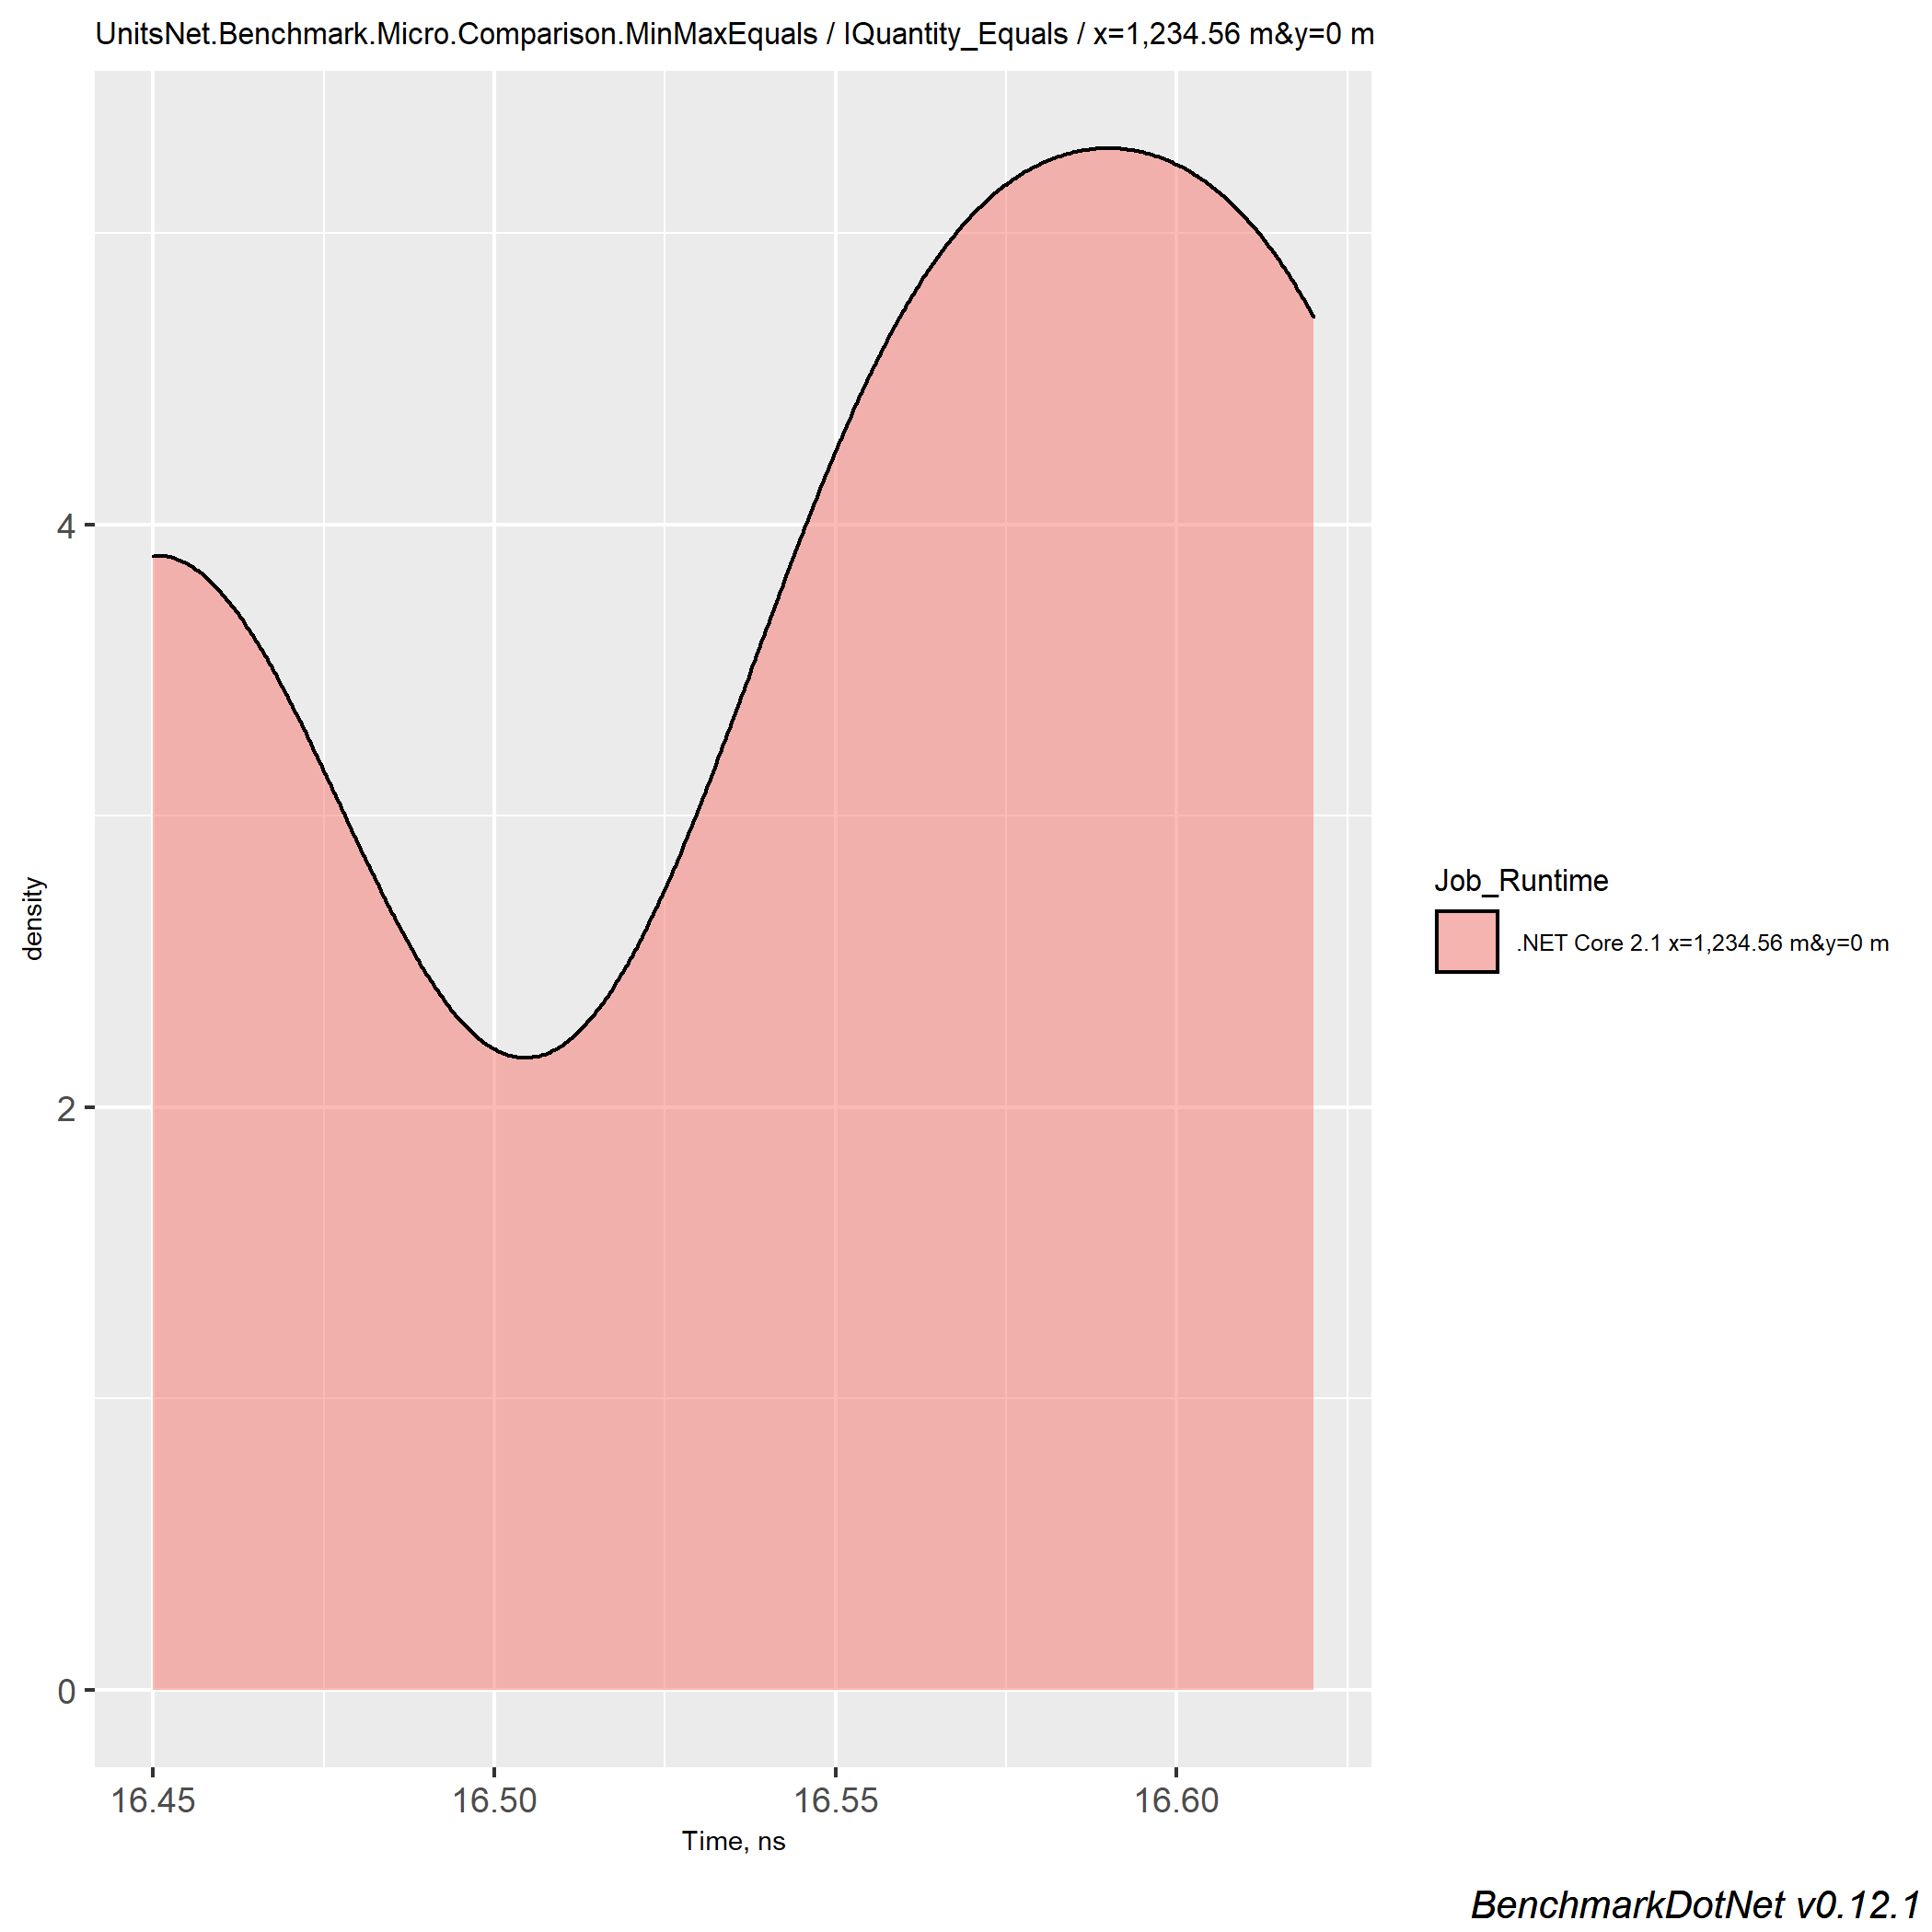 UnitsNet.Benchmark.Micro.Comparison.MinMaxEquals / IQuantity_Equals / x=1,234.56 m&y=0 m
4
2
0
density
16.45 16.50 16.55 16.60
Time, ns
Job_Runtime
.NET Core 2.1 x=1,234.56 m&y=0 m
BenchmarkDotNet v0.12.1